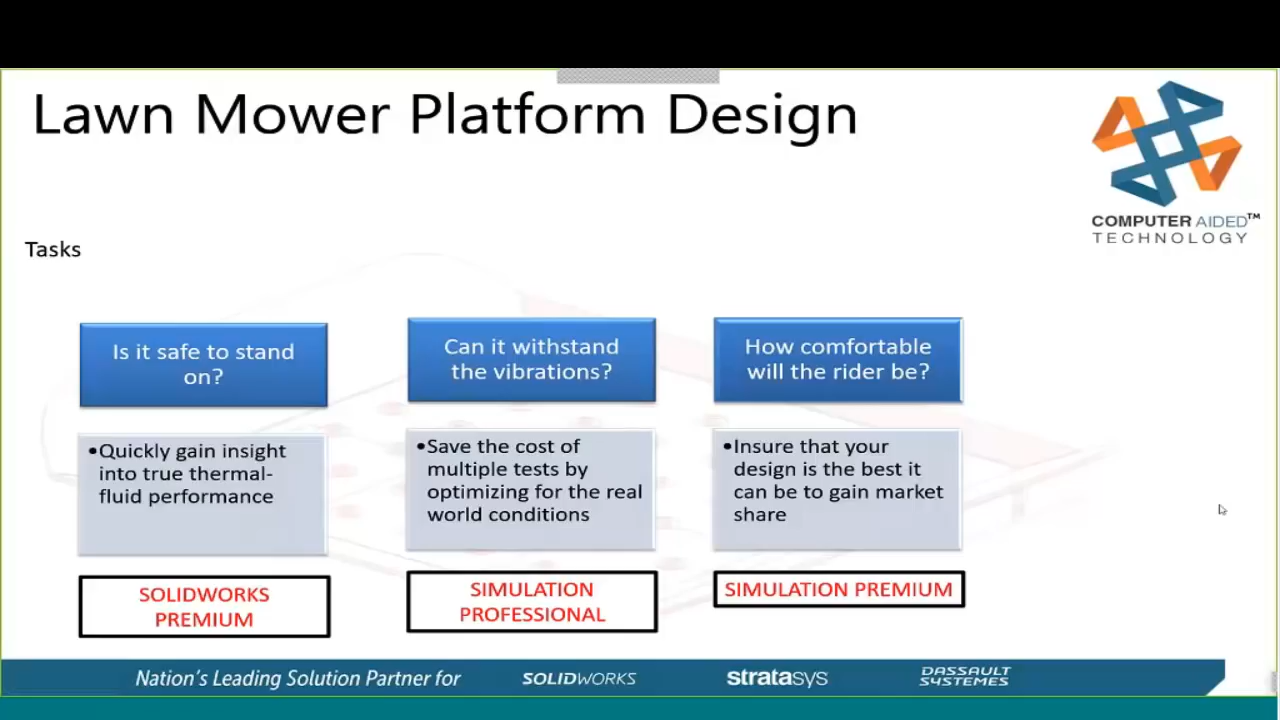 Lawn Mower Platform Design
COMPUTER AIDED™
TECHNOLOGY
Tasks
Is it safe to stand
on?
•Quickly gain insight
into true thermal-
fluid performance
SOLIDWORKS
PREMIUM
Can it withstand
the vibrations?
•Save the cost of
multiple tests by
optimizing for the real
world conditions
SIMULATION
PROFESSIONAL
How comfortable
will the rider be?
•Insure that your
design is the best it
can be to gain market
share
SIMULATION PREMIUM
Nation's Leading Solution Partner for
SOLIDWORKS
stratasys
DASSAULT
SYSTEMES